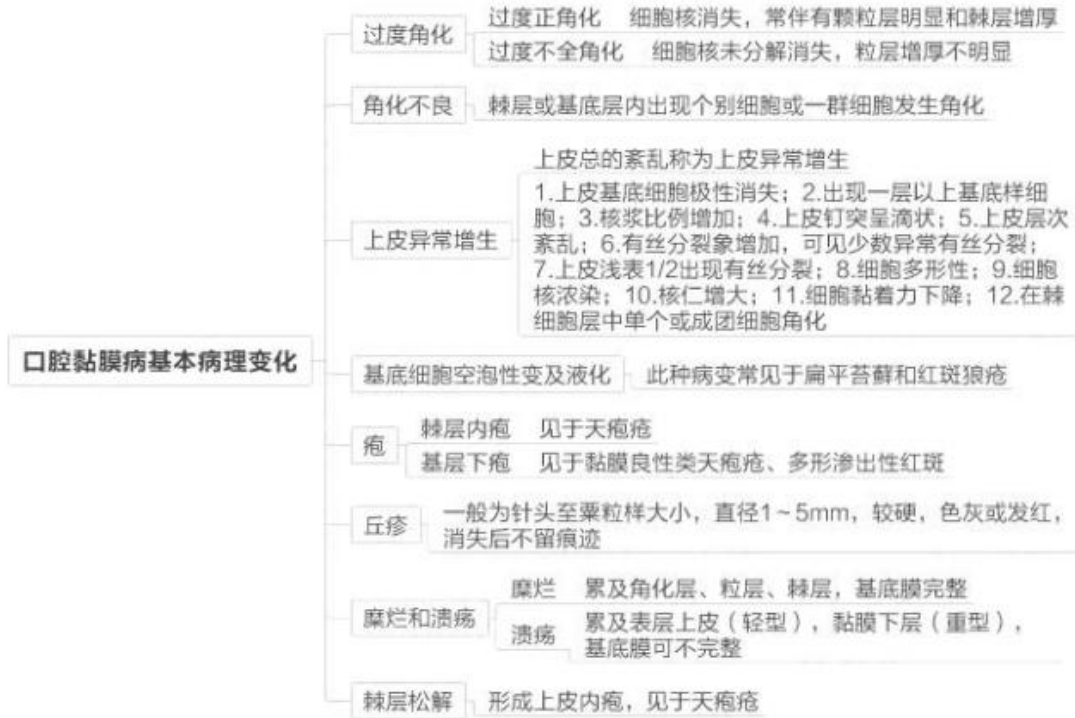 过度角化
过度正角化 细胞核消失，常伴有颗粒层明显和棘层增厚
过度不全角化 细胞核未分解消失，粒层增厚不明显
角化不良
棘层或基底层内出现个别细胞或一群细胞发生角化
上皮异常增生
上皮总的紊乱称为上皮异常增生
1.上皮基底细胞极性消失；2.出现一层以上基底样细
胞；3.核浆比例增加；4.上皮钉突呈滴状；5.上皮层次
紊乱；6.有丝分裂象增加，可见少数异常有丝分裂；
7.上皮浅表1/2出现有丝分裂；8.细胞多形性；9.细胞
核浓染；10.核仁增大；11.细胞黏着力下降；12.在棘
细胞层中单个或成团细胞角化
口腔黏膜病基本病理变化
基底细胞空泡性变及液化
此种病变常见于扁平苔藓和红斑狼疮
疱
棘层内疱 见于天疱疮
基层下疱 见于黏膜良性类天疱疮、多形渗出性红斑
丘疹
一般为针头至粟粒样大小，直径1～5mm，较硬，色灰或发红，
消失后不留痕迹
糜烂和溃疡
糜烂 累及角化层、粒层、棘层，基底膜完整
溃疡 累及表层上皮（轻型），黏膜下层（重型），
基底膜可不完整
棘层松解
形成上皮内疱，见于天疱疮